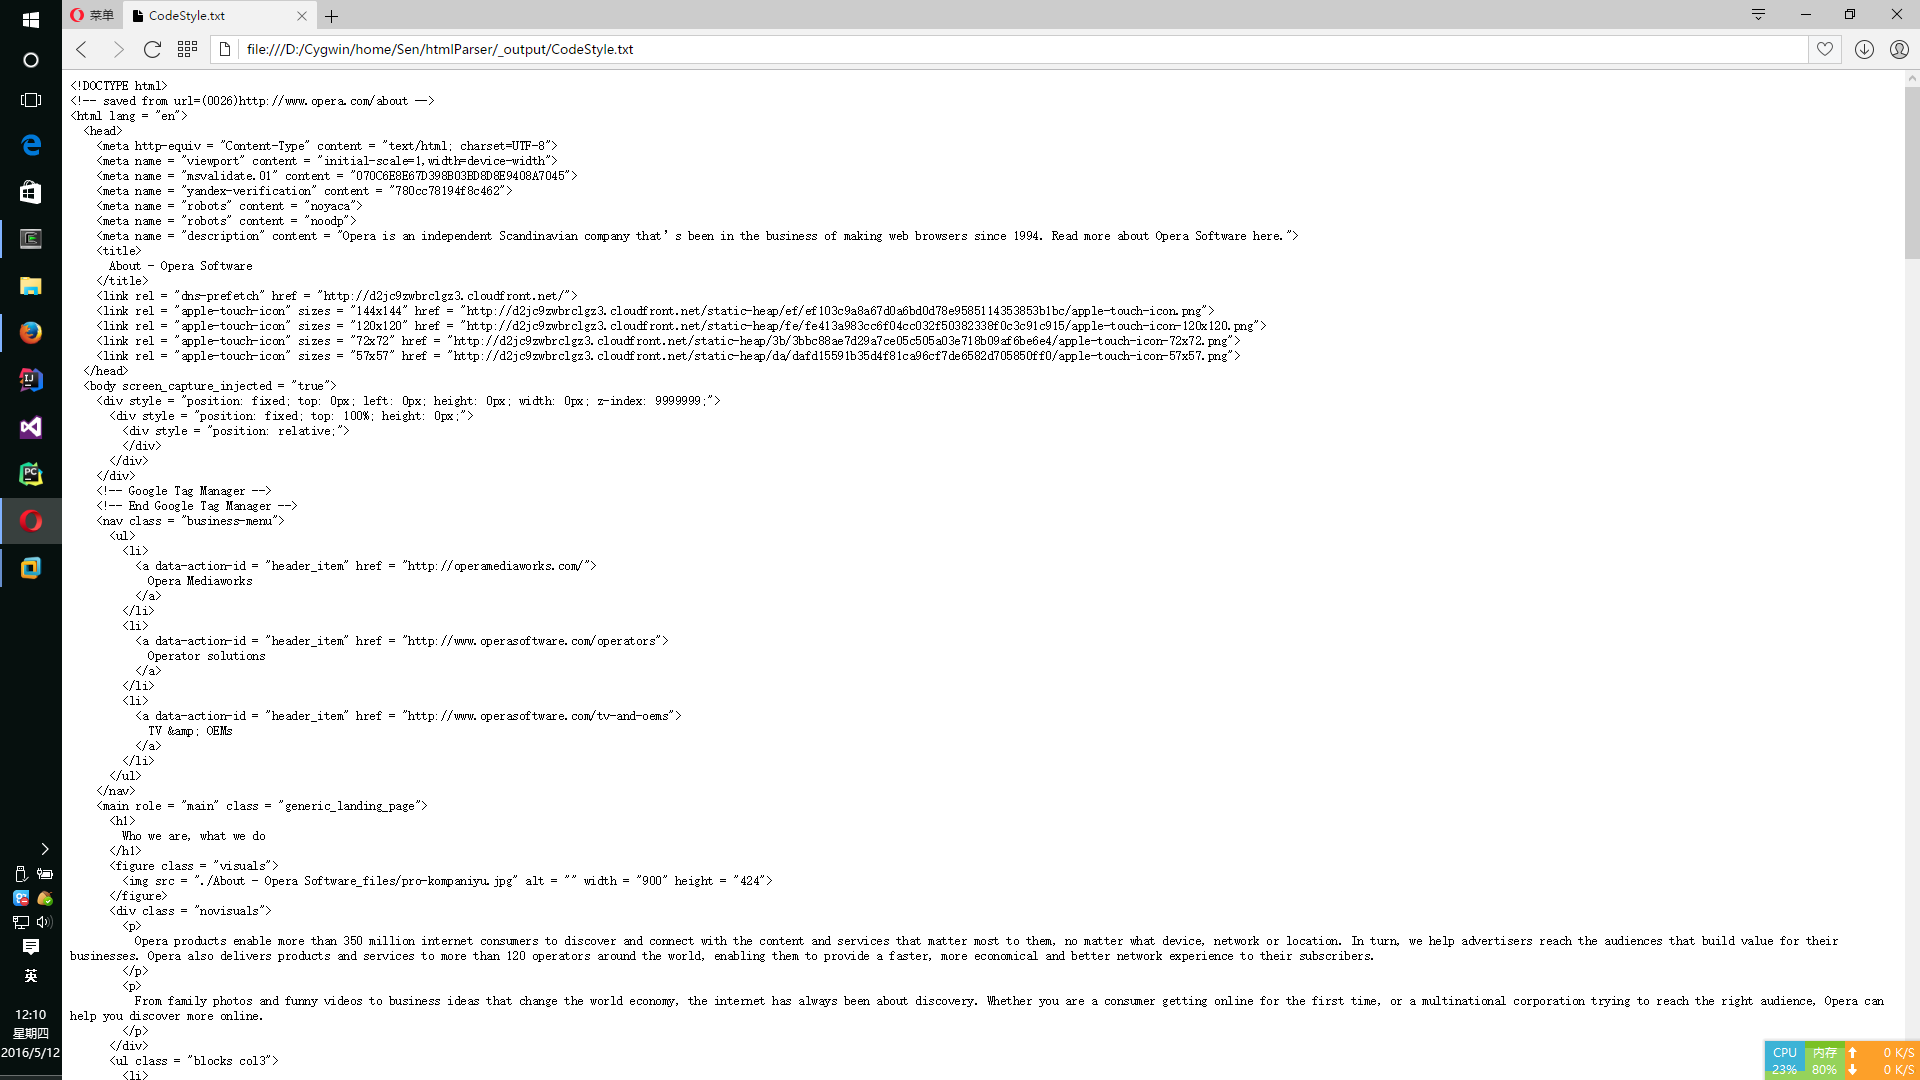 菜单
CodeStyle.txt
file:///D:/Cygwin/home/Sen/htmlParser/_output/CodeStyle.txt
<!DOCTYPE html>
<!-- saved from url=(0026)http://www.opera.com/about -->
<html lang = "en">
<head>
<meta http-equiv = "Content-Type" content = "text/html; charset=UTF-8">
<meta name = "viewport" content = "initial-scale=1,width=device-width">
<meta name = "msvalidate.01" content = "070C6E8E67D398B03BD8D8E9408A7045">
<meta name = "yandex-verification" content = "780cc78194f8c462">
<meta name = "robots" content = "noyaca">
<meta name = "robots" content = "noodp">
<meta name = "description" content = "Opera is an independent Scandinavian company that’s been in the business of making web browsers since 1994. Read more about Opera Software here.">
<title>
About - Opera Software
</title>
<link rel = "dns-prefetch" href = "http://d2jc9zwbrclgz3.cloudfront.net/">
<link rel = "apple-touch-icon" sizes = "144x144" href = "http://d2jc9zwbrclgz3.cloudfront.net/static-heap/ef/ef103c9a8a67d0a6bd0d78e9585114353853b1bc/apple-touch-icon.png">
<link rel = "apple-touch-icon" sizes = "120x120" href = "http://d2jc9zwbrclgz3.cloudfront.net/static-heap/fe/fe413a983cc6f04cc032f50382338f0c3c91c915/apple-touch-icon-120x120.png">
<link rel = "apple-touch-icon" sizes = "72x72" href = "http://d2jc9zwbrclgz3.cloudfront.net/static-heap/3b/3bbc88ae7d29a7ce05c505a03e718b09af6be6e4/apple-touch-icon-72x72.png">
<link rel = "apple-touch-icon" sizes = "57x57" href = "http://d2jc9zwbrclgz3.cloudfront.net/static-heap/da/dafd15591b35d4f81ca96cf7de6582d705850ff0/apple-touch-icon-57x57.png">
</head>
<body screen_capture_injected = "true">
<div style = "position: fixed; top: 0px; left: 0px; height: 0px; width: 0px; z-index: 9999999;">
<div style = "position: fixed; top: 100%; height: 0px;">
<div style = "position: relative;">
</div>
</div>
</div>
<!-- Google Tag Manager -->
<!-- End Google Tag Manager -->
<nav class = "business-menu">
<ul>
<li>
<a data-action-id = "header_item" href = "http://operamediaworks.com/">
Opera Mediaworks
</a>
</li>
<li>
<a data-action-id = "header_item" href = "http://www.operasoftware.com/operators">
Operator solutions
</a>
</li>
<li>
<a data-action-id = "header_item" href = "http://www.operasoftware.com/tv-and-oems">
TV &amp; OEMs
</a>
</li>
</ul>
</nav>
<main role = "main" class = "generic_landing_page">
<h1>
Who we are, what we do
</h1>
<figure class = "visuals">
<img src = "./About - Opera Software_files/pro-kompaniyu.jpg" alt = "" width = "900" height = "424">
</figure>
<div class = "novisuals">
<p>
Opera products enable more than 350 million internet consumers to discover and connect with the content and services that matter most to them, no matter what device, network or location. In turn, we help advertisers reach the audiences that build value for their
businesses. Opera also delivers products and services to more than 120 operators around the world, enabling them to provide a faster, more economical and better network experience to their subscribers.
</p>
<p>
From family photos and funny videos to business ideas that change the world economy, the internet has always been about discovery. Whether you are a consumer getting online for the first time, or a multinational corporation trying to reach the right audience, Opera can
help you discover more online.
</p>
</div>
<ul class = "blocks col3">
<li>
英
12:10
星期四
2016/5/12
CPU 内存 0 K/S
23% 80% 0 K/S